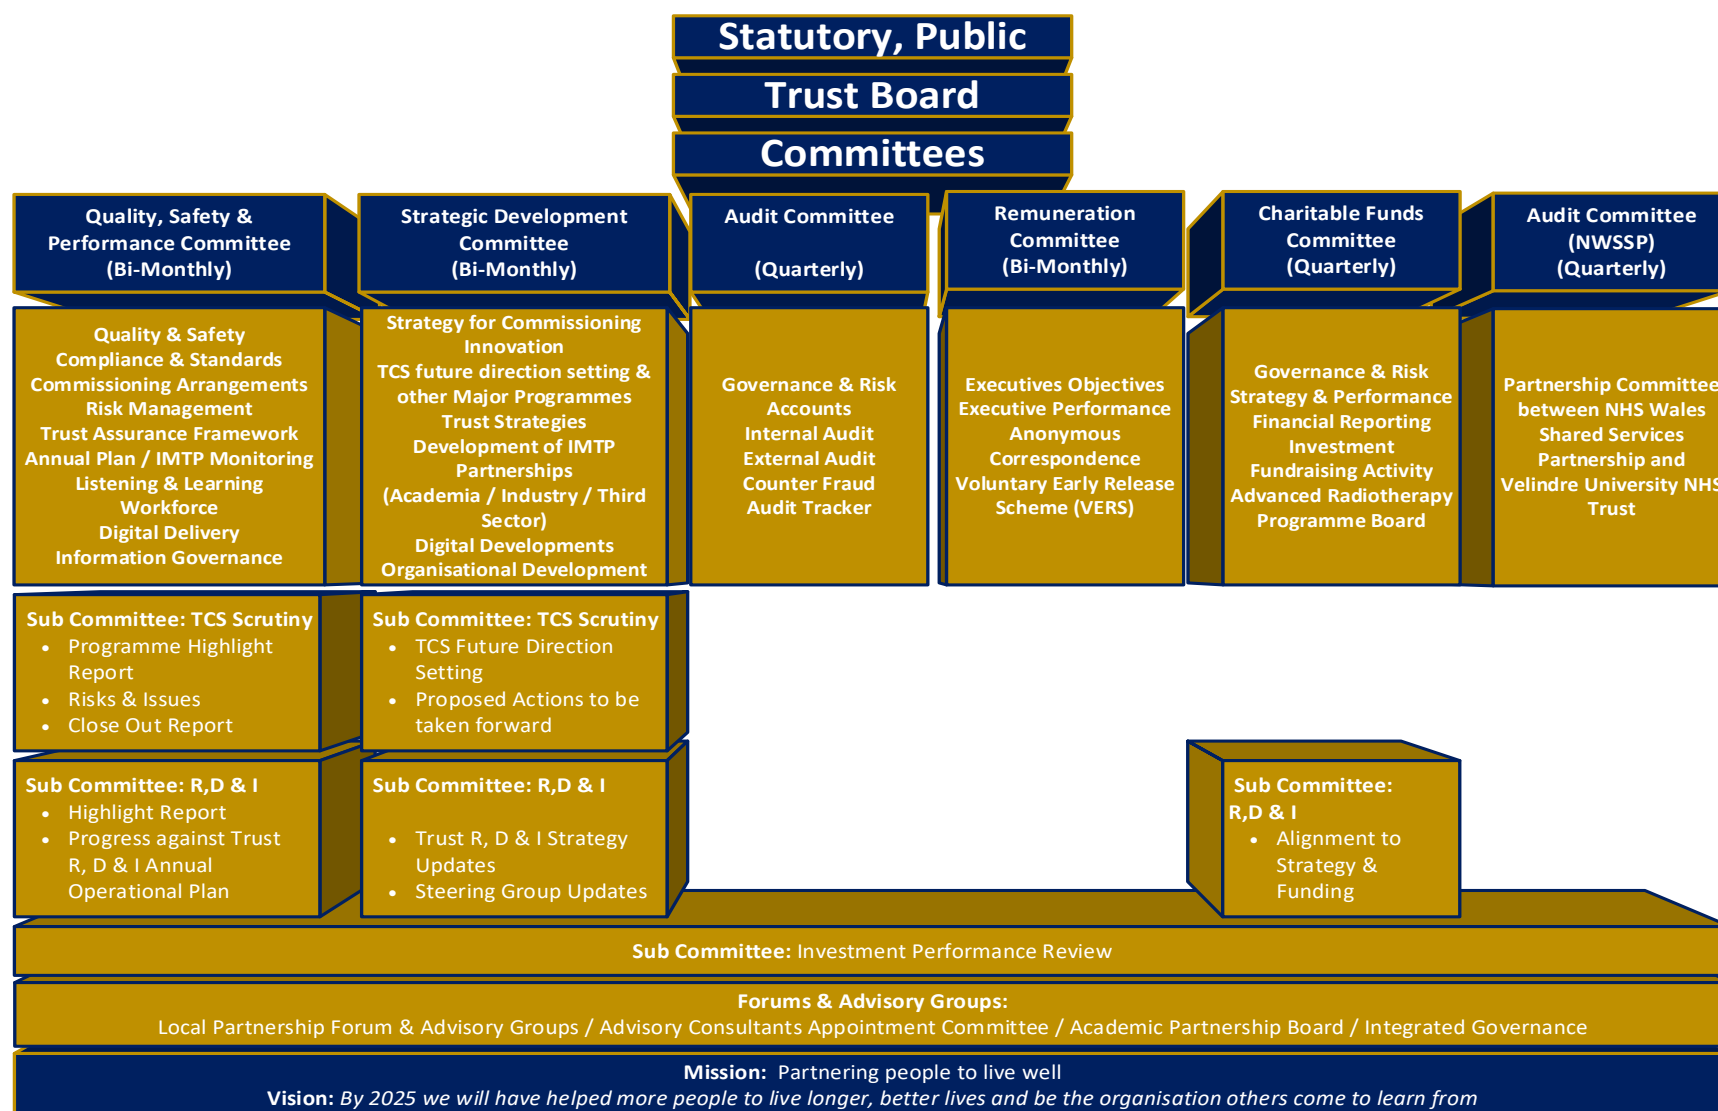 Statutory, Public
Trust Board
Committees
Quality, Safety &
Performance Committee
(Bi-Monthly)
Strategic Development
Committee
(Bi-Monthly)
Audit Committee
(Quarterly)
Remuneration
Committee
(Bi-Monthly)
Charitable Funds
Committee
(Quarterly)
Audit Committee
(NWSSP)
(Quarterly)
Quality & Safety
Compliance & Standards
Commissioning Arrangements
Risk Management
Trust Assurance Framework
Annual Plan / IMTP Monitoring
Listening & Learning
Workforce
Digital Delivery
Information Governance
Strategy for Commissioning
Innovation
TCS future direction setting &
other Major Programmes
Trust Strategies
Development of IMTP
Partnerships
(Academia / Industry / Third
Sector)
Digital Developments
Organisational Development
Governance & Risk
Accounts
Internal Audit
External Audit
Counter Fraud
Audit Tracker
Executives Objectives
Executive Performance
Anonymous
Correspondence
Voluntary Early Release
Scheme (VERS)
Governance & Risk
Strategy & Performance
Financial Reporting
Investment
Fundraising Activity
Advanced Radiotherapy
Programme Board
Partnership Committee
between NHS Wales
Shared Services
Partnership and
Velindre University NHS
Trust
Sub Committee: TCS Scrutiny
• Programme Highlight
Report
• Risks & Issues
• Close Out Report
Sub Committee: TCS Scrutiny
• TCS Future Direction
Setting
• Proposed Actions to be
taken forward
Sub Committee: R,D & I
• Highlight Report
• Progress against Trust
R, D & I Annual
Operational Plan
Sub Committee: R,D & I
• Trust R, D & I Strategy
Updates
• Steering Group Updates
Sub Committee:
R,D & I
• Alignment to
Strategy &
Funding
Sub Committee: Investment Performance Review
Forums & Advisory Groups:
Local Partnership Forum & Advisory Groups / Advisory Consultants Appointment Committee / Academic Partnership Board / Integrated Governance
Mission: Partnering people to live well
Vision: By 2025 we will have helped more people to live longer, better lives and be the organisation others come to learn from